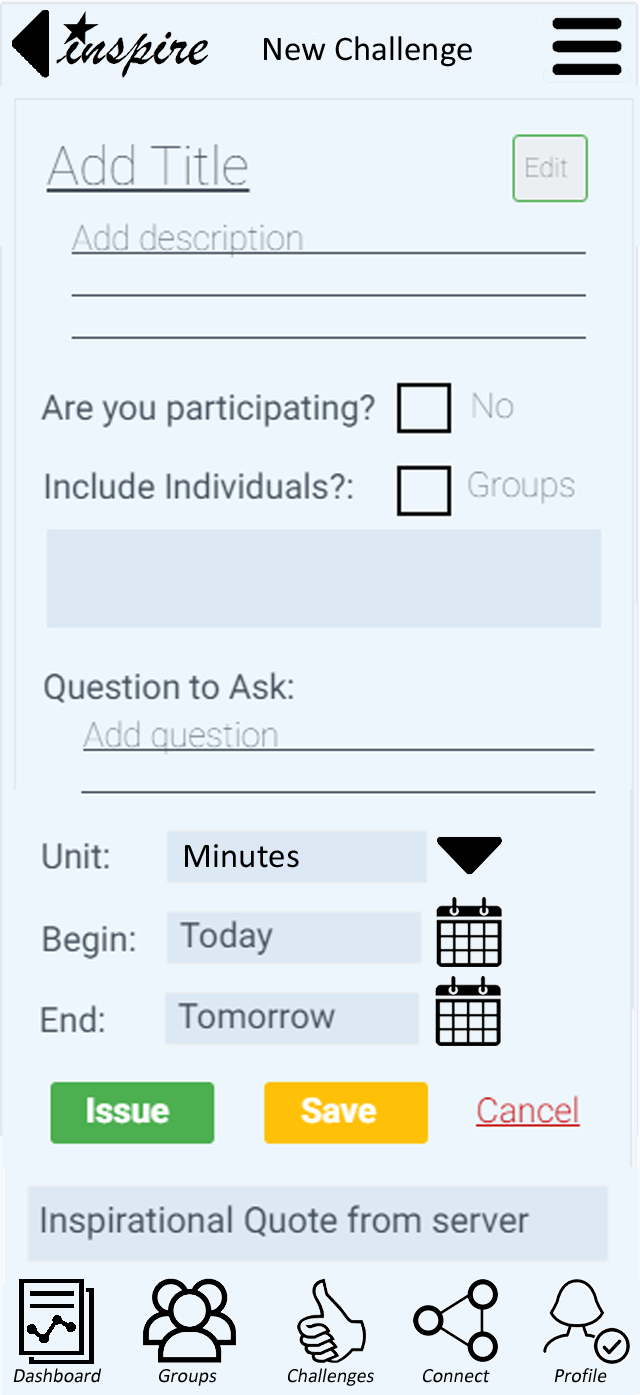 inspire New Challenge
Add Title Edit
Add description
Are you participating? No
Include Individuals?: Groups
Question to Ask:
Add question
Unit: Minutes
Begin: Today
End: Tomorrow
Issue Save Cancel
Inspirational Quote from server
Dashboard Groups Challenges Connect Profile